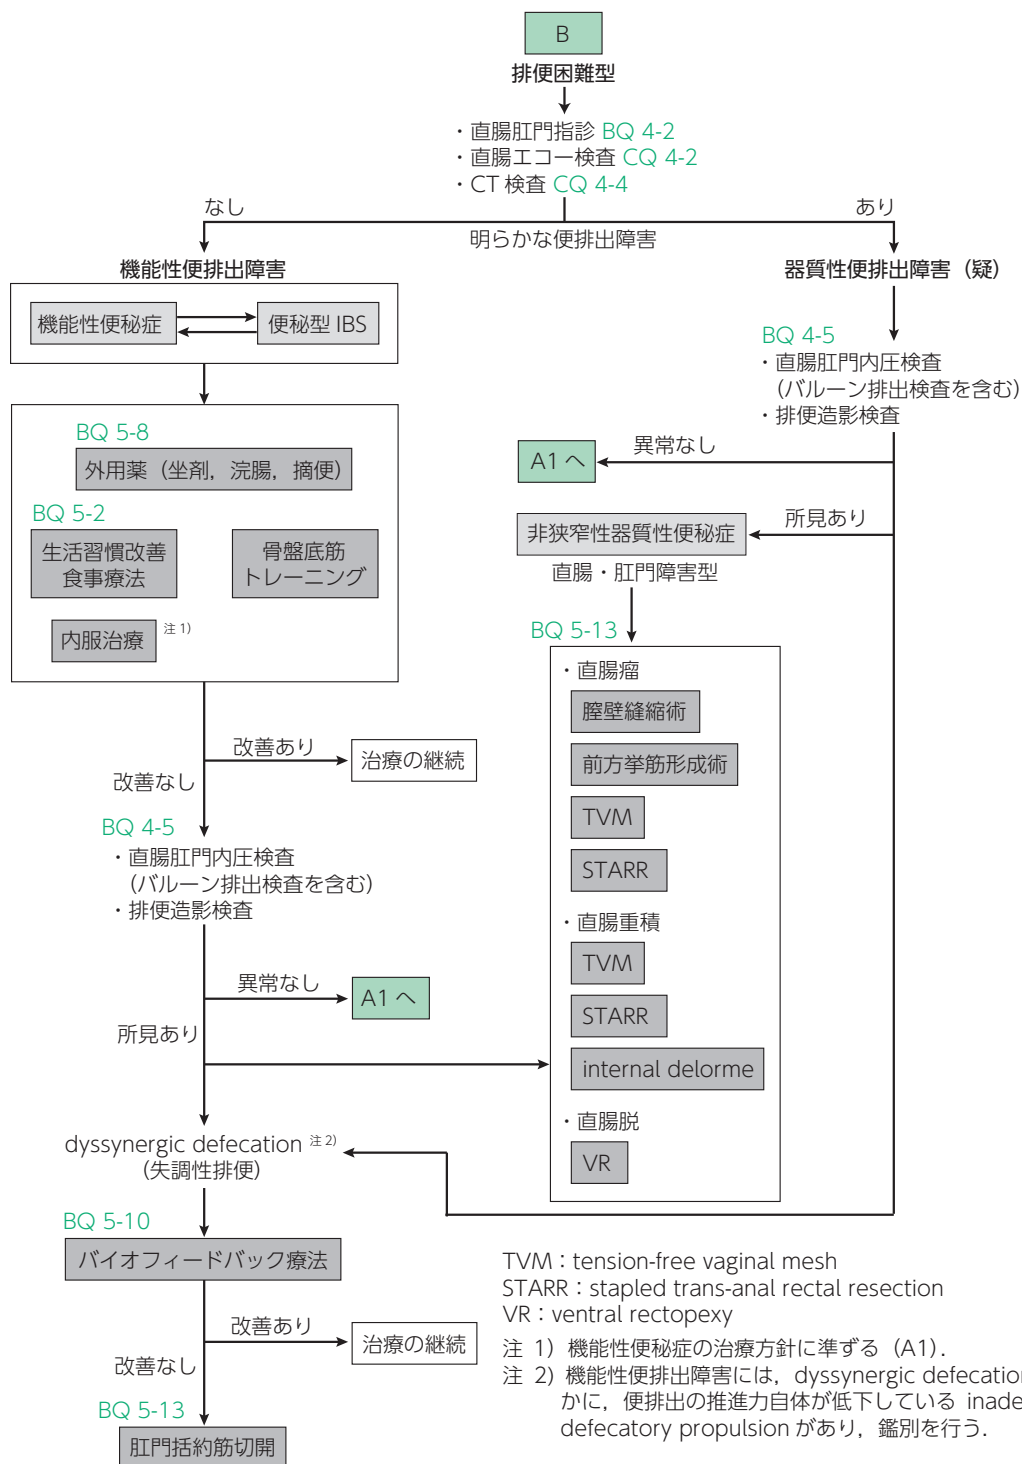 B
排便困難型
・直腸肛門指診 BQ 4-2
・直腸エコー検査 CQ 4-2
・CT 検査 CQ 4-4
なし
あり
明らかな便排出障害
機能性便排出障害
機能性便秘症
便秘型 IBS
BQ 5-8
外用薬（坐剤，浣腸，摘便）
BQ 5-2
生活習慣改善
食事療法
骨盤底筋
トレーニング
内服治療 注 1)
改善あり
治療の継続
改善なし
BQ 4-5
・直腸肛門内圧検査
（バルーン排出検査を含む）
・排便造影検査
異常なし
A1 へ
所見あり
dyssynergic defecation 注 2)
（失調性排便）
BQ 5-10
バイオフィードバック療法
改善あり
治療の継続
改善なし
BQ 5-13
肛門括約筋切開
器質性便排出障害（疑）
BQ 4-5
・直腸肛門内圧検査
（バルーン排出検査を含む）
・排便造影検査
異常なし
A1 へ
所見あり
非狭窄性器質性便秘症
直腸・肛門障害型
BQ 5-13
・直腸瘤
膣壁縫縮術
前方挙筋形成術
TVM
STARR
・直腸重積
TVM
STARR
internal delorme
・直腸脱
VR
TVM：tension-free vaginal mesh
STARR：stapled trans-anal rectal resection
VR：ventral rectopexy
注 1) 機能性便秘症の治療方針に準ずる（A1）．
注 2) 機能性便排出障害には，dyssynergic defecation
かに，便排出の推進力自体が低下している inade
defecatory propulsion があり，鑑別を行う．